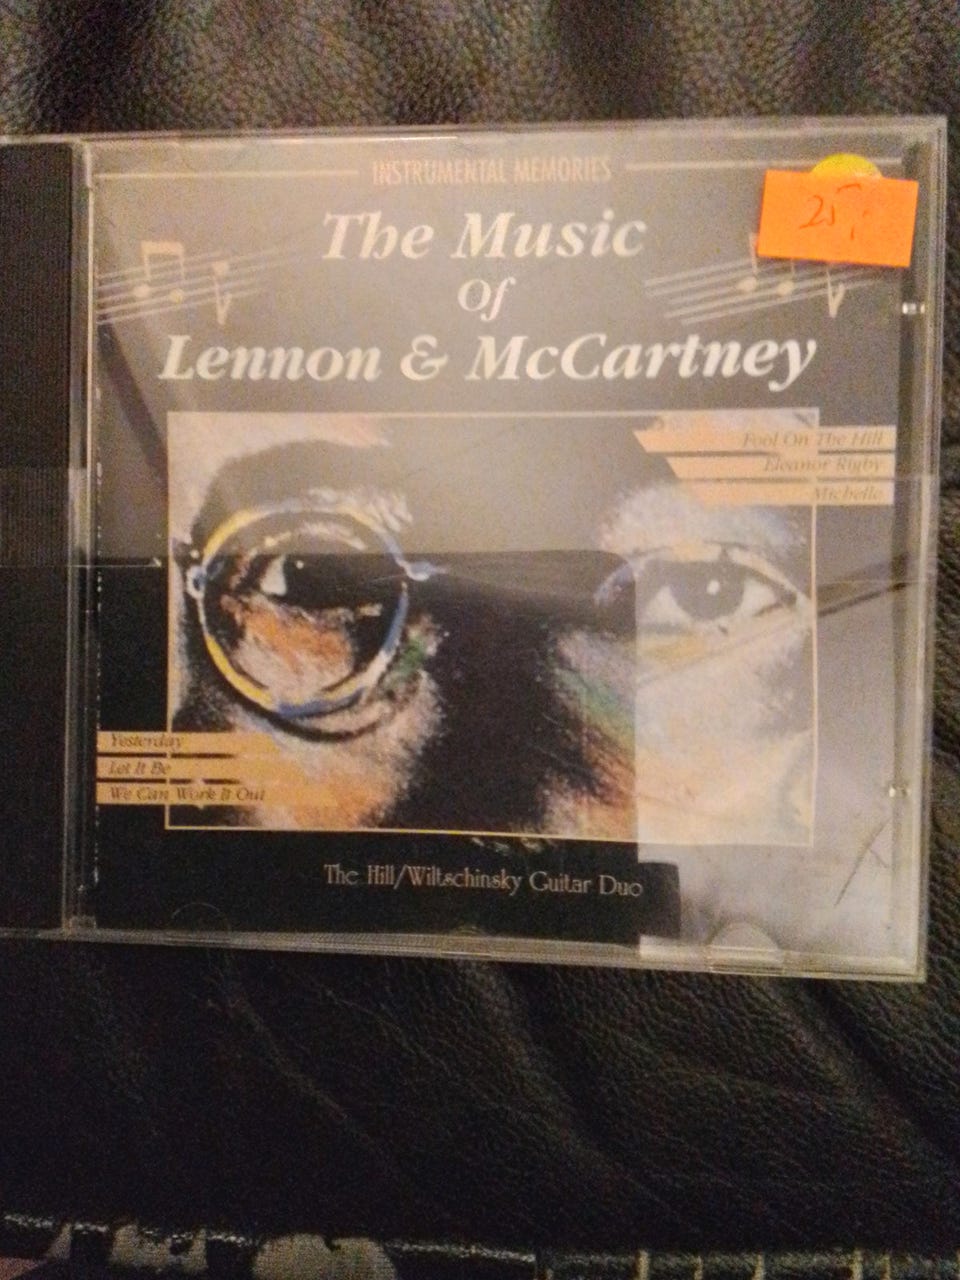 INSTRUMENTAL MEMORIES
The Music
Of
Lennon & McCartney
25,-
Fool On The Hill
Eleanor Rigby
Michelle
Yesterday
Let It Be
We Can Work It Out
The Hill/Wiltschinsky Guitar Duo